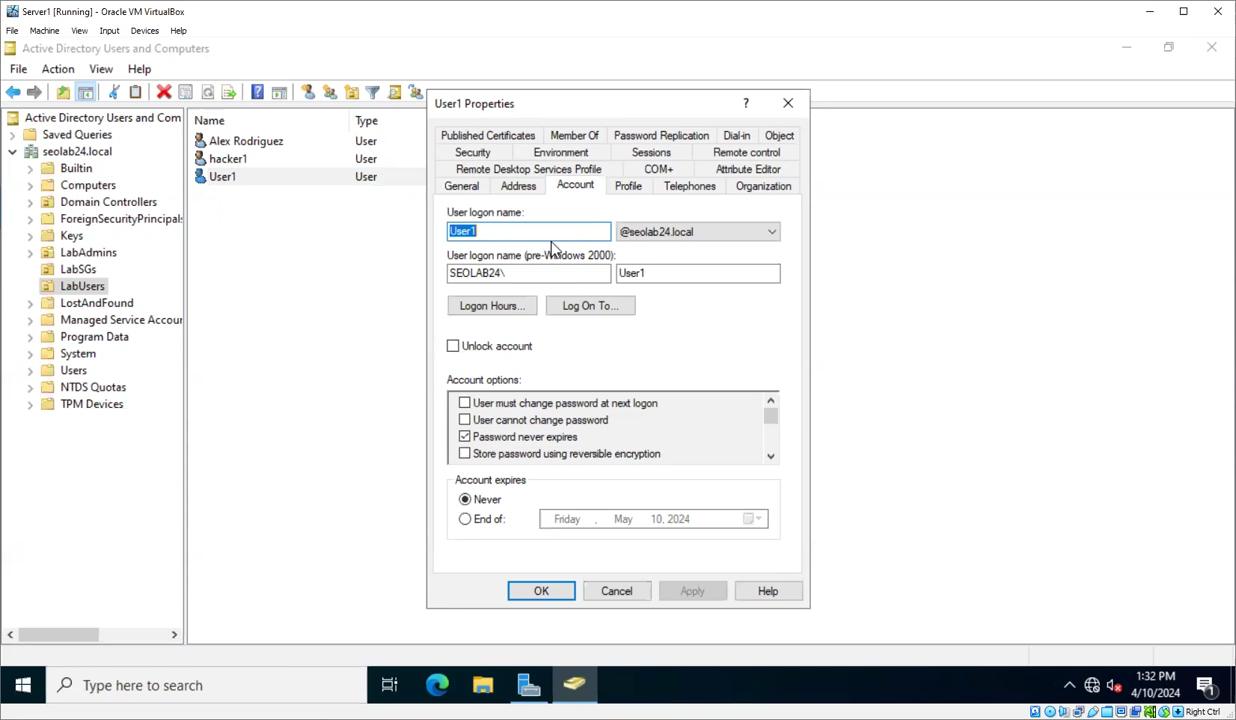 Server1 [Running] - Oracle VM VirtualBox
File Machine View Input Devices Help
Active Directory Users and Computers
File Action View Help
Active Directory Users and Com
Saved Queries
seolab24.local
Builtin
Computers
Domain Controllers
ForeignSecurityPrincipals
Keys
LabAdmins
LabSGs
LabUsers
LostAndFound
Managed Service Accour
Program Data
System
Users
NTDS Quotas
TPM Devices
Name Type
Alex Rodriguez User
hacker1 User
User1 User
User1 Properties
?
Published Certificates Member Of Password Replication Dial-in Object
Security Environment Sessions Remote control
Remote Desktop Services Profile COM+ Attribute Editor
General Address Account Profile Telephones Organization
User logon name:
User1 @seolab24.local
User logon name (pre-Windows 2000):
SEOLAB24\ User1
Logon Hours... Log On To...
Unlock account
Account options:
User must change password at next logon
User cannot change password
Password never expires
Store password using reversible encryption
Account expires
Never
End of: Friday , May 10, 2024
OK Cancel Apply Help
Type here to search
1:32 PM
4/10/2024
1
Right Ctrl